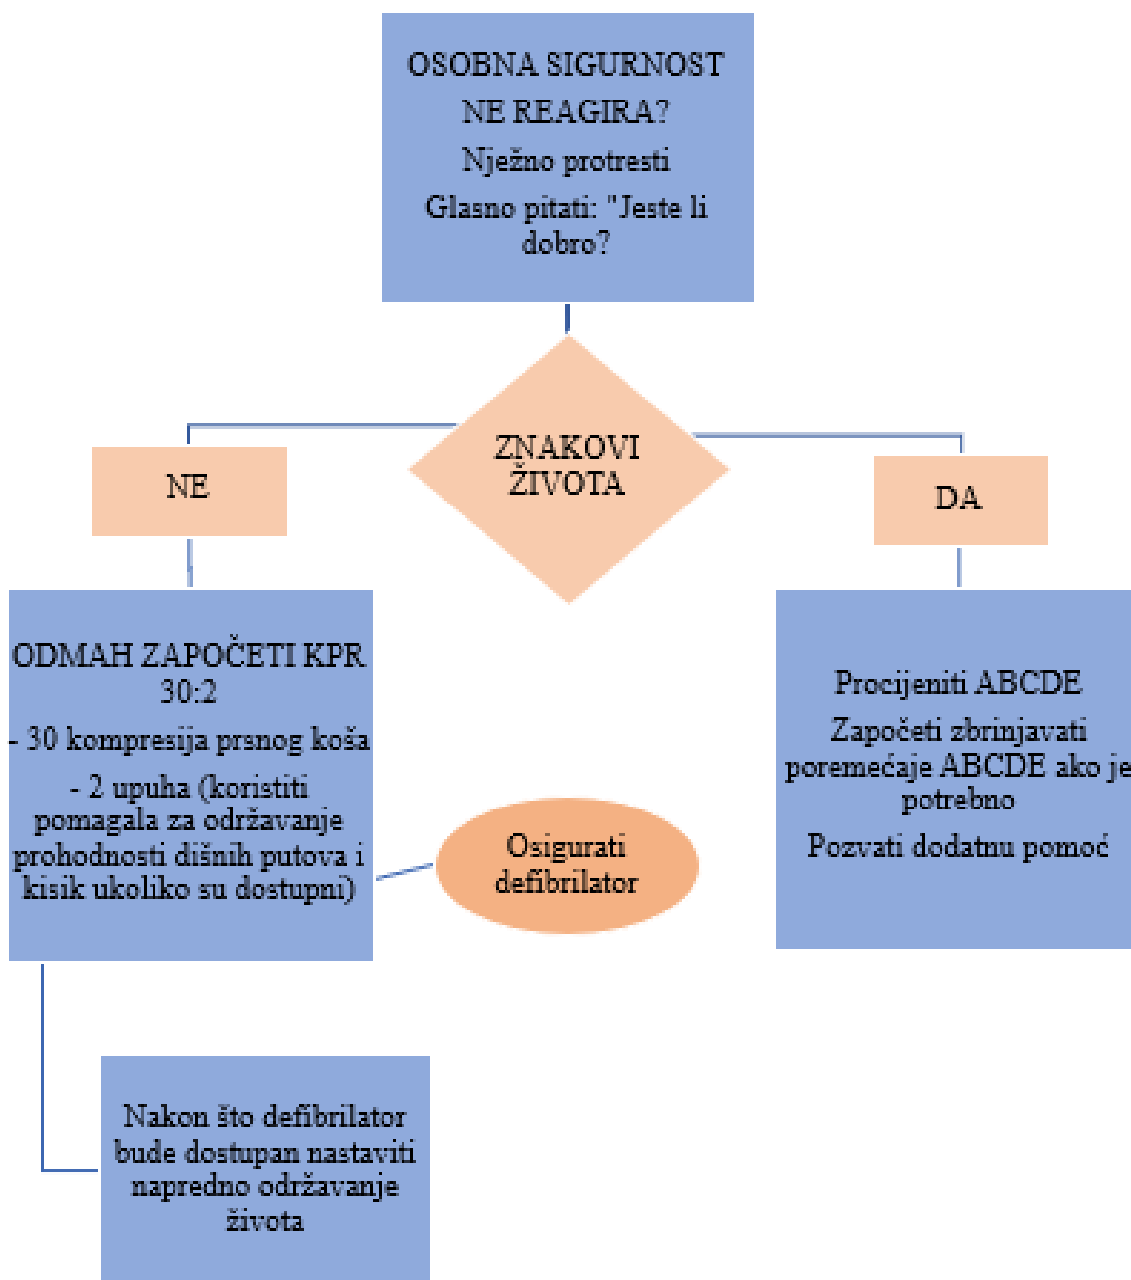 OSOBNA SIGURNOST
NE REAGIRA?
Nježno protresti
Glasno pitati: "Jeste li
dobro?
ZNAKOVI
ŽIVOTA
NE
DA
ODMAH ZAPOČETI KPR
30:2
- 30 kompresija prsnog koša
- 2 upuha (koristiti
pomagala za održavanje
prohodnosti dišnih putova i
kisik ukoliko su dostupni)
Osigurati
defibrilator
Procijeniti ABCDE
Započeti zbrinjavati
poremećaje ABCDE ako je
potrebno
Pozvati dodatnu pomoć
Nakon što defibrilator
bude dostupan nastaviti
napredno održavanje
života